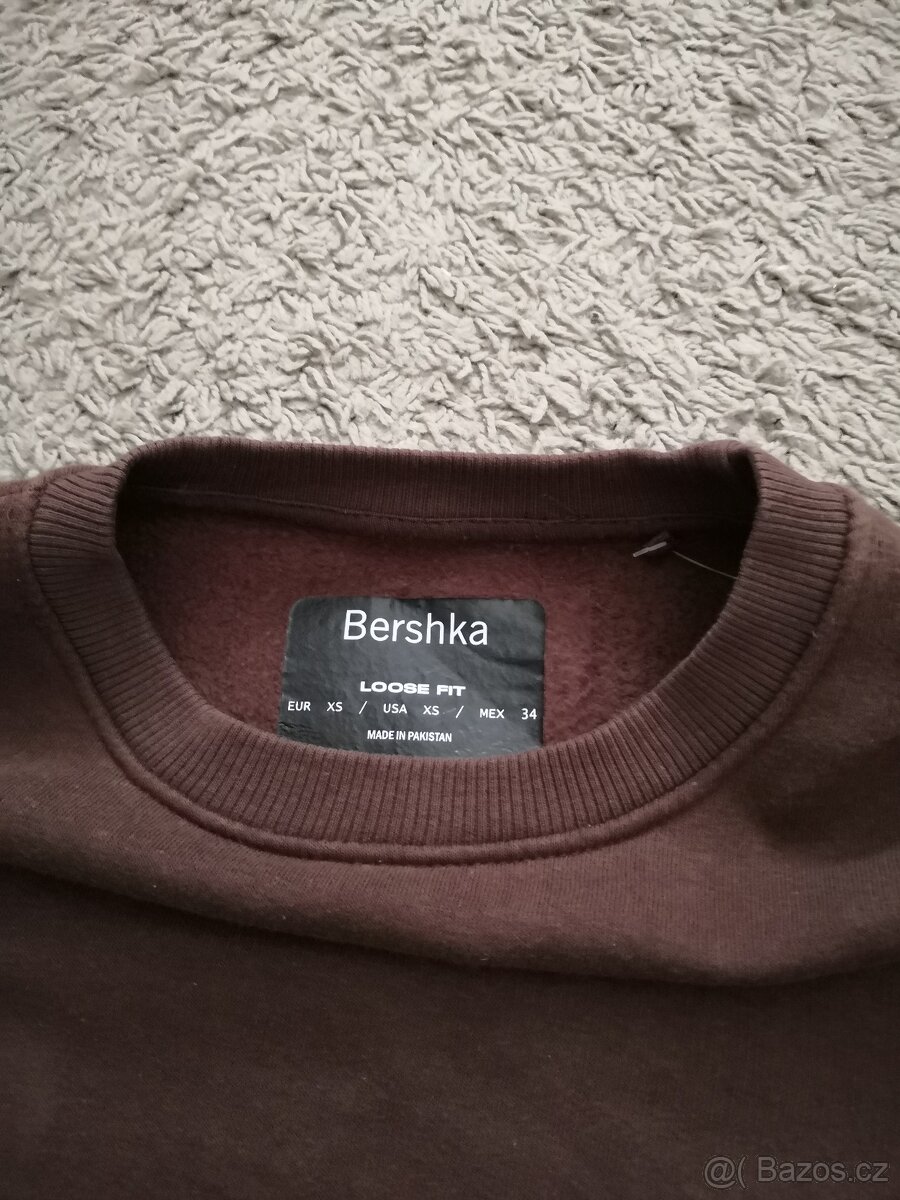 Bershka
LOOSE FIT
EUR XS / USA XS / MEX 34
MADE IN PAKISTAN
@( Bazos.cz